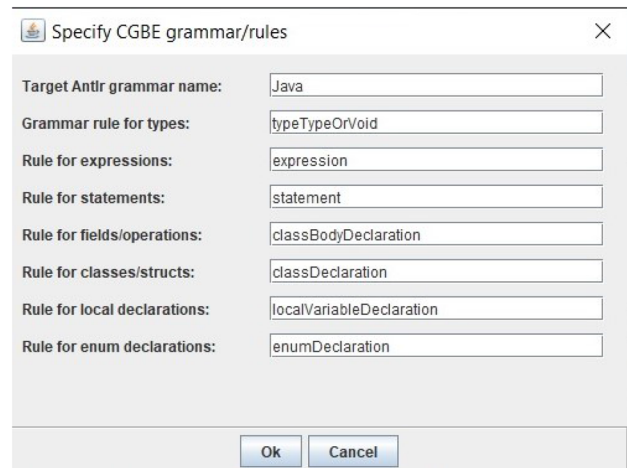 Specify CGBE grammar/rules
Target Antlr grammar name: Java
Grammar rule for types: typeTypeOrVoid
Rule for expressions: expression
Rule for statements: statement
Rule for fields/operations: classBodyDeclaration
Rule for classes/structs: classDeclaration
Rule for local declarations: localVariableDeclaration
Rule for enum declarations: enumDeclaration
Ok Cancel